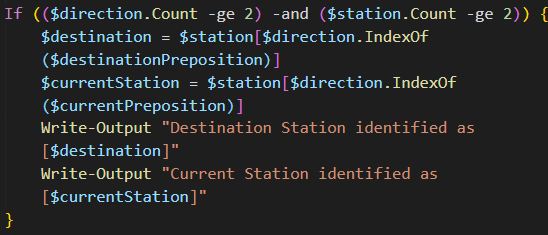 If (($direction.Count -ge 2) -and ($station.Count -ge 2)) {
$destination = $station[$direction.IndexOf
($destinationPreposition)]
$currentStation = $station[$direction.IndexOf
($currentPreposition)]
Write-Output "Destination Station identified as
[$destination]"
Write-Output "Current Station identified as
[$currentStation]"
}